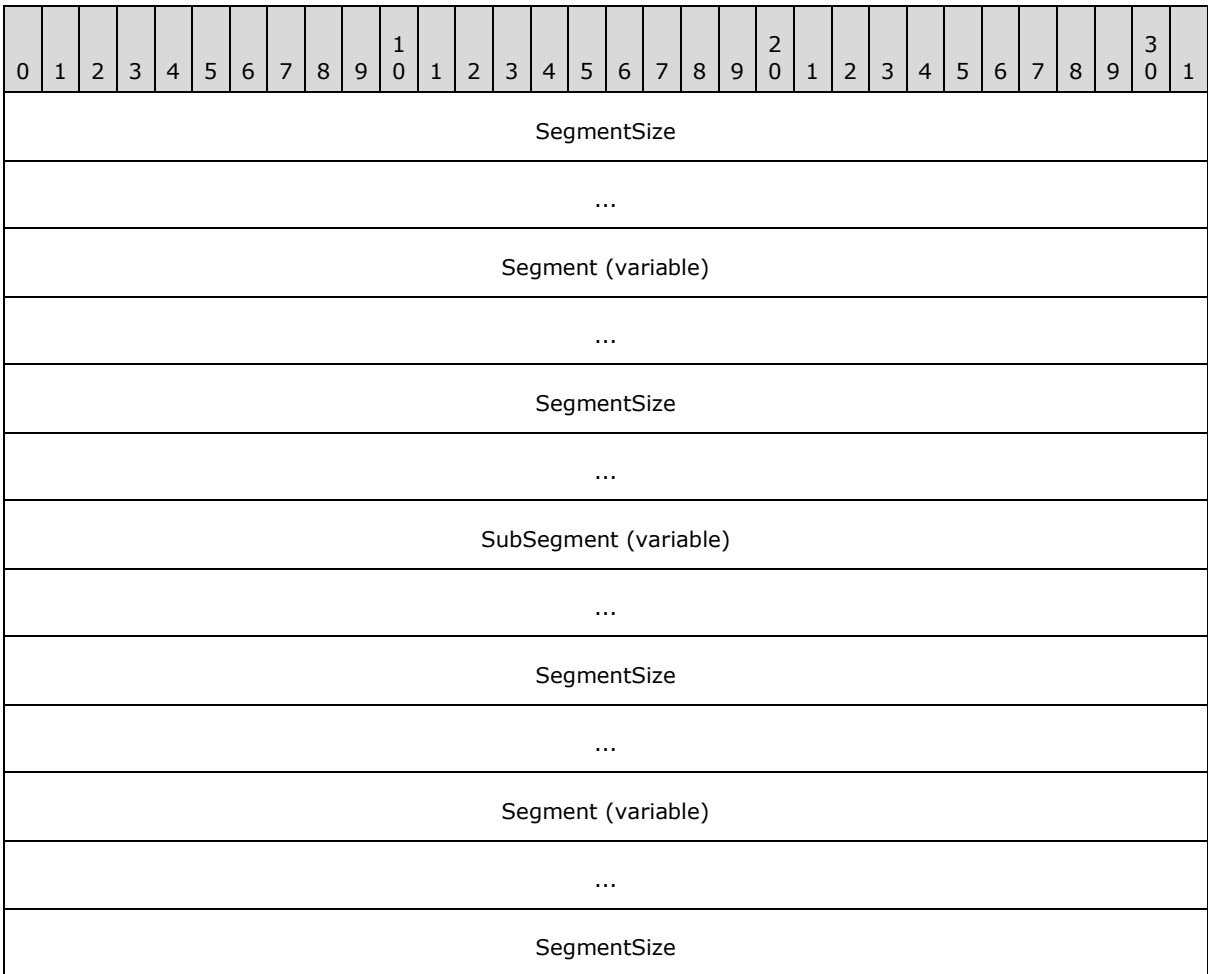 0 1 2 3 4 5 6 7 8 9 1 0 1 2 3 4 5 6 7 8 9 2 0 1 2 3 4 5 6 7 8 9 3 0 1
SegmentSize
...
Segment (variable)
...
SegmentSize
...
SubSegment (variable)
...
SegmentSize
...
Segment (variable)
...
SegmentSize